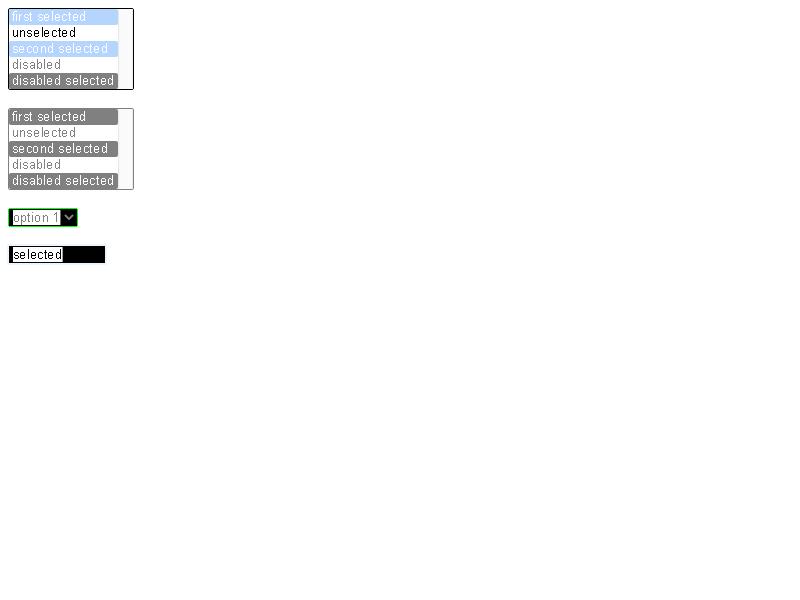 first selected
unselected
second selected
disabled
disabled selected
first selected
unselected
second selected
disabled
disabled selected
option 1
selected